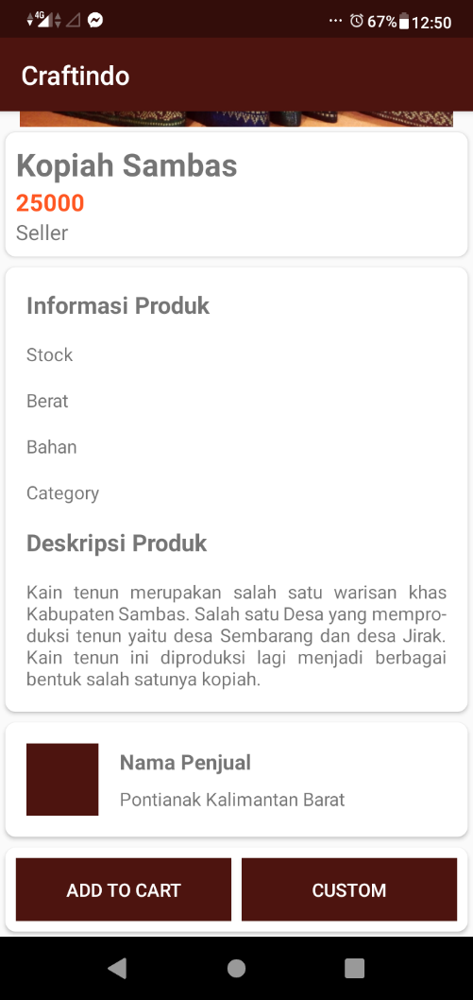 4G
67% 12:50
Craftindo
Kopiah Sambas
25000
Seller
Informasi Produk
Stock
Berat
Bahan
Category
Deskripsi Produk
Kain tenun merupakan salah satu warisan khas
Kabupaten Sambas. Salah satu Desa yang mempro-
duksi tenun yaitu desa Sembarang dan desa Jirak.
Kain tenun ini diproduksi lagi menjadi berbagai
bentuk salah satunya kopiah.
Nama Penjual
Pontianak Kalimantan Barat
ADD TO CART
CUSTOM